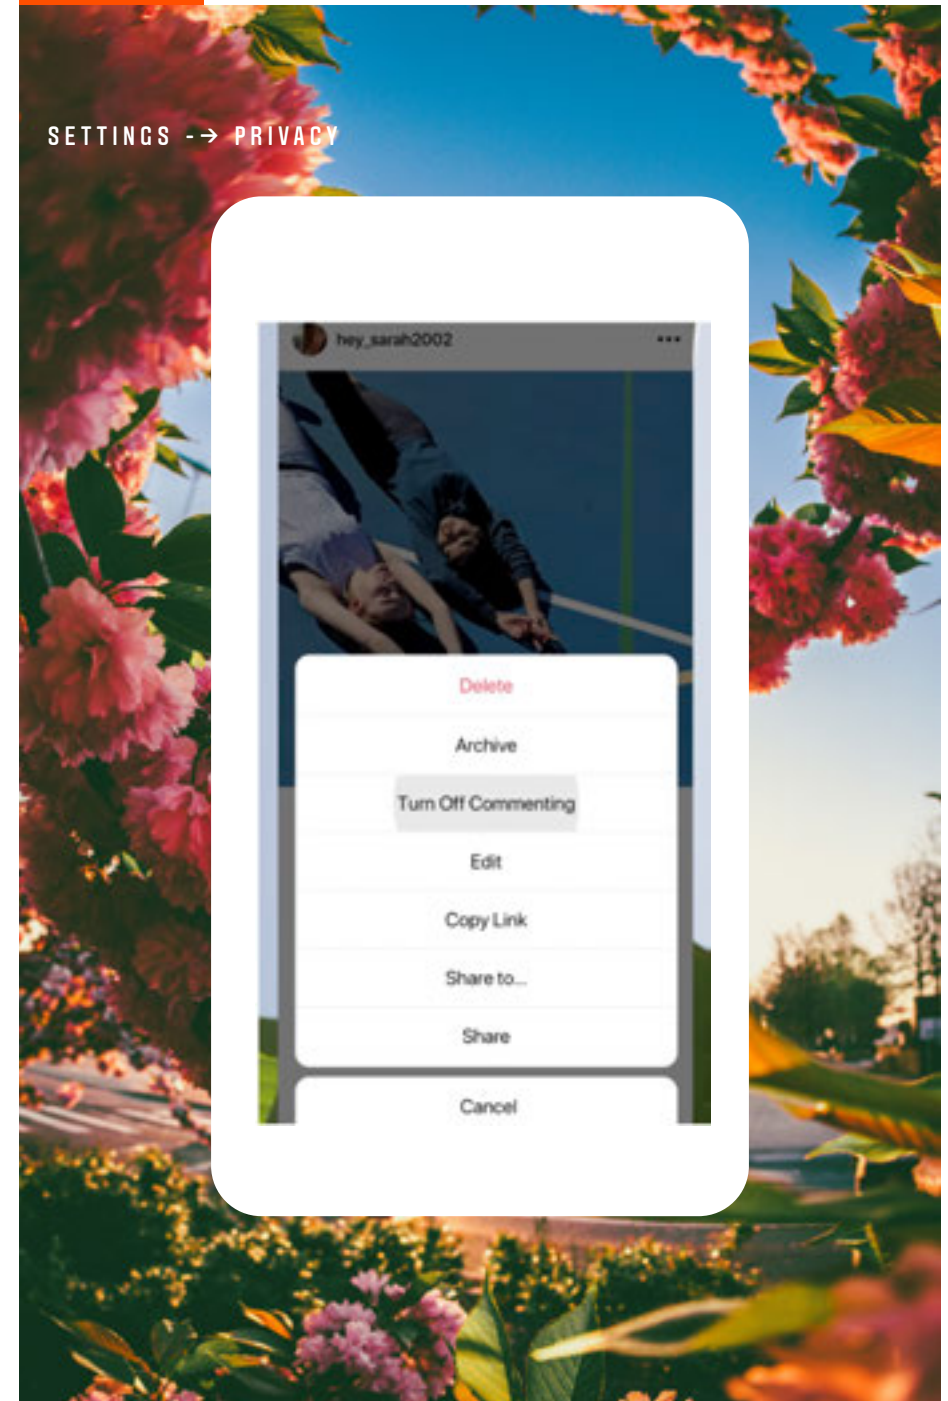 SETTINGS --> PRIVACY
hey_sarah2002
Delete
Archive
Turn Off Commenting
Edit
Copy Link
Share to...
Share
Cancel